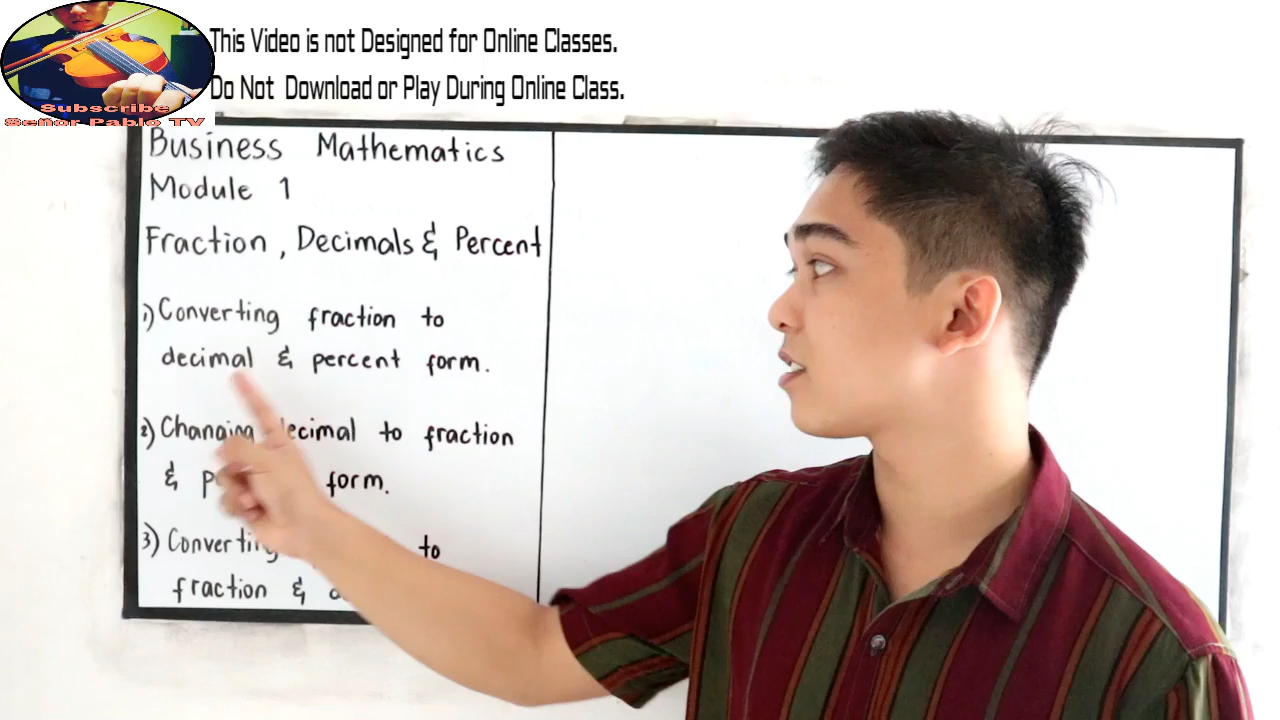 This Video is not Designed for Online Classes.
Do Not Download or Play During Online Class.
Subscribe
Señor Pablo TV
Business Mathematics
Module 1
Fraction, Decimals & Percent
1) Converting fraction to
decimal & percent form.
2) Changing decimal to fraction
& form.
3) Converting to
fraction &